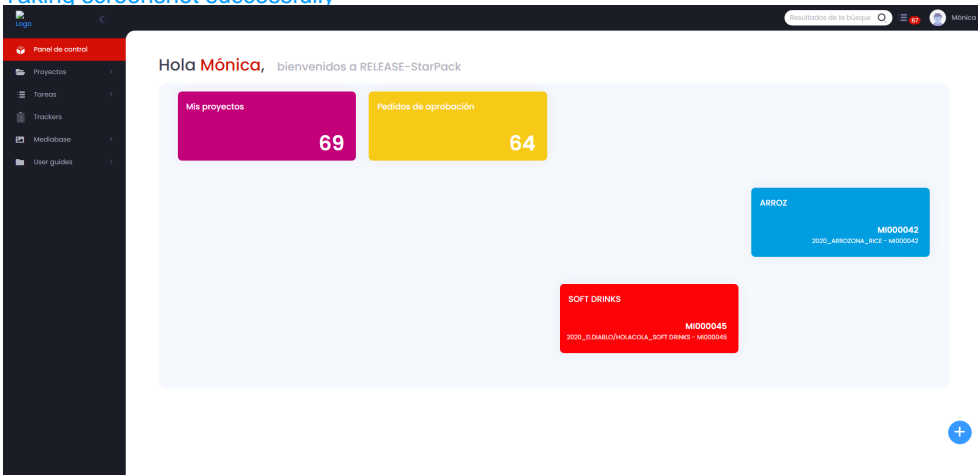 Taking screenshot successfully
Logo
Resultados de la búsque
67
Mónica
Panel de control
Proyectos
Tareas
Trackers
Mediabase
User guides
Hola Mónica, bienvenidos a RELEASE-StarPack
Mis proyectos
69
Pedidos de aprobación
64
ARROZ
MI000042
2020_ARROZONA_RICE - MI000042
SOFT DRINKS
MI000045
2020_ELDIABLO/HOLACOLA_SOFT DRINKS - MI000045